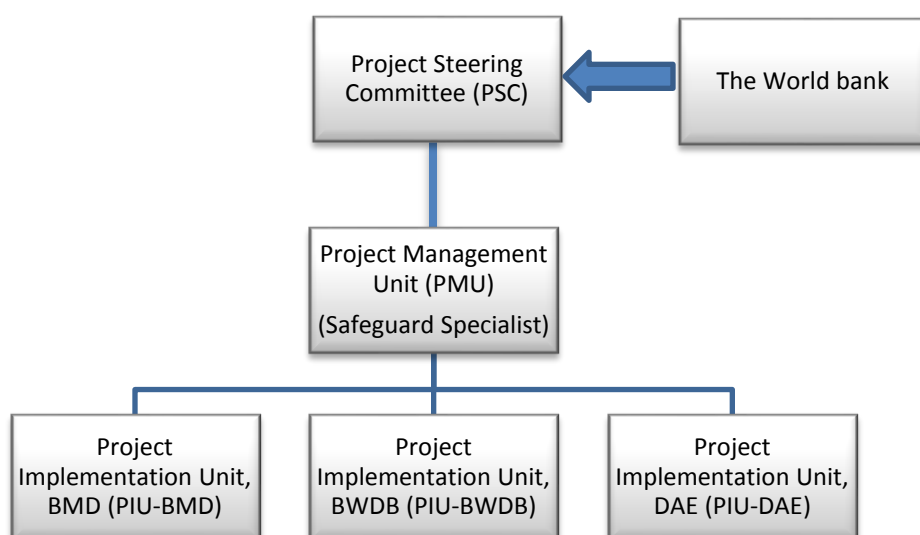 Project Steering
Committee (PSC)
The World bank
Project Management
Unit (PMU)
(Safeguard Specialist)
Project
Implementation Unit,
BMD (PIU-BMD)
Project
Implementation Unit,
BWDB (PIU-BWDB)
Project
Implementation Unit,
DAE (PIU-DAE)